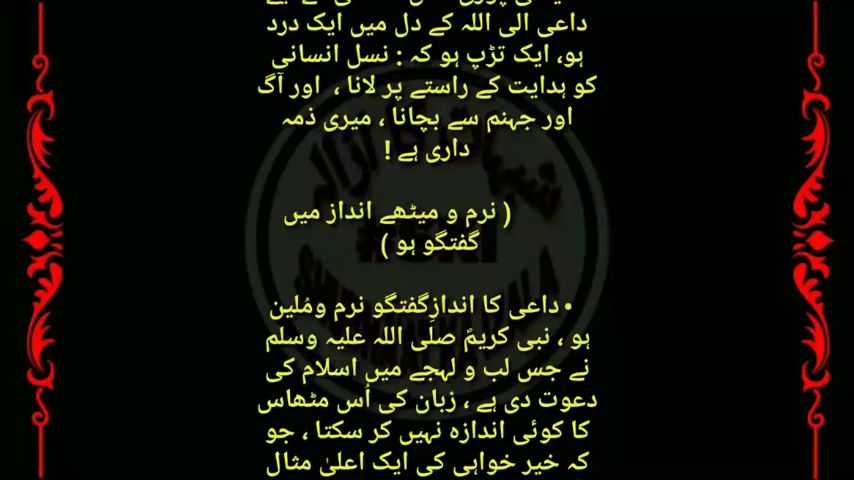 داعی الی اللہ کے دل میں ایک درد
ہو، ایک تڑپ ہو کہ : نسل انسانی
کو ہدایت کے راستے پر لانا ، اور آگ
اور جہنم سے بچانا ، میری ذمہ
داری ہے !
( نرم و میٹھے انداز میں
گفتگو ہو )
• داعی کا اندازِگفتگو نرم ومُلین
ہو ، نبی کریمؐ صلی اللہ علیہ وسلم
نے جس لب و لہجے میں اسلام کی
دعوت دی ہے ، زبان کی اُس مٹھاس
کا کوئی اندازہ نہیں کر سکتا ، جو
کہ خیر خواہی کی ایک اعلیٰ مثال